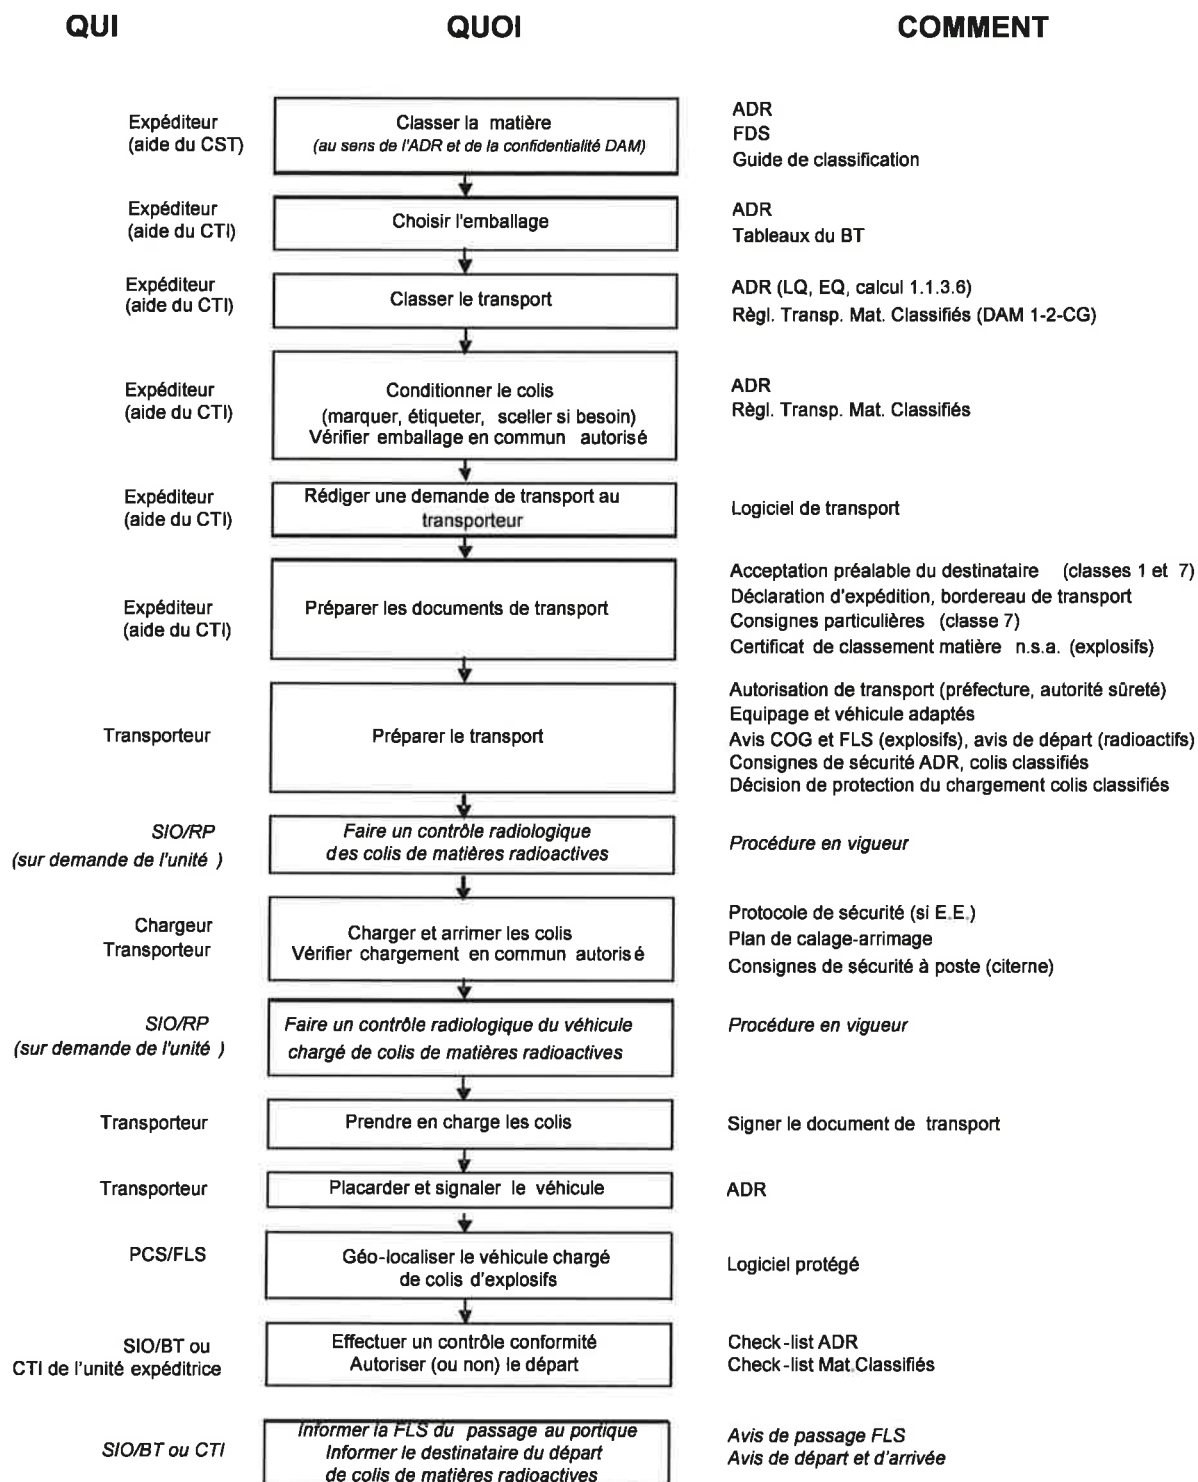 QUI QUOI COMMENT
Expéditeur
(aide du CST)
Classer la matière
(au sens de l'ADR et de la confidentialité DAM)
ADR
FDS
Guide de classification
Expéditeur
(aide du CTI)
Choisir l'emballage
ADR
Tableaux du BT
Expéditeur
(aide du CTI)
Classer le transport
ADR (LQ, EQ, calcul 1.1.3.6)
Règl. Transp. Mat. Classifiés (DAM 1-2-CG)
Expéditeur
(aide du CTI)
Conditionner le colis
(marquer, étiqueter, sceller si besoin)
Vérifier emballage en commun autorisé
ADR
Règl. Transp. Mat. Classifiés
Expéditeur
(aide du CTI)
Rédiger une demande de transport au
transporteur
Logiciel de transport
Expéditeur
(aide du CTI)
Préparer les documents de transport
Acceptation préalable du destinataire (classes 1 et 7)
Déclaration d'expédition, bordereau de transport
Consignes particulières (classe 7)
Certificat de classement matière n.s.a. (explosifs)
Transporteur
Préparer le transport
Autorisation de transport (préfecture, autorité sûreté)
Equipage et véhicule adaptés
Avis COG et FLS (explosifs), avis de départ (radioactifs)
Consignes de sécurité ADR, colis classifiés
Décision de protection du chargement colis classifiés
SIO/RP
(sur demande de l'unité )
Faire un contrôle radiologique
des colis de matières radioactives
Procédure en vigueur
Chargeur
Transporteur
Charger et arrimer les colis
Vérifier chargement en commun autorisé
Protocole de sécurité (si E.E.)
Plan de calage-arrimage
Consignes de sécurité à poste (citerne)
SIO/RP
(sur demande de l'unité )
Faire un contrôle radiologique du véhicule
chargé de colis de matières radioactives
Procédure en vigueur
Transporteur
Prendre en charge les colis
Signer le document de transport
Transporteur
Placarder et signaler le véhicule
ADR
PCS/FLS
Géo-localiser le véhicule chargé
de colis d'explosifs
Logiciel protégé
SIO/BT ou
CTI de l'unité expéditrice
Effectuer un contrôle conformité
Autoriser (ou non) le départ
Check-list ADR
Check-list Mat.Classifiés
SIO/BT ou CTI
Informer la FLS du passage au portique
Informer le destinataire du départ
de colis de matières radioactives
Avis de passage FLS
Avis de départ et d'arrivée